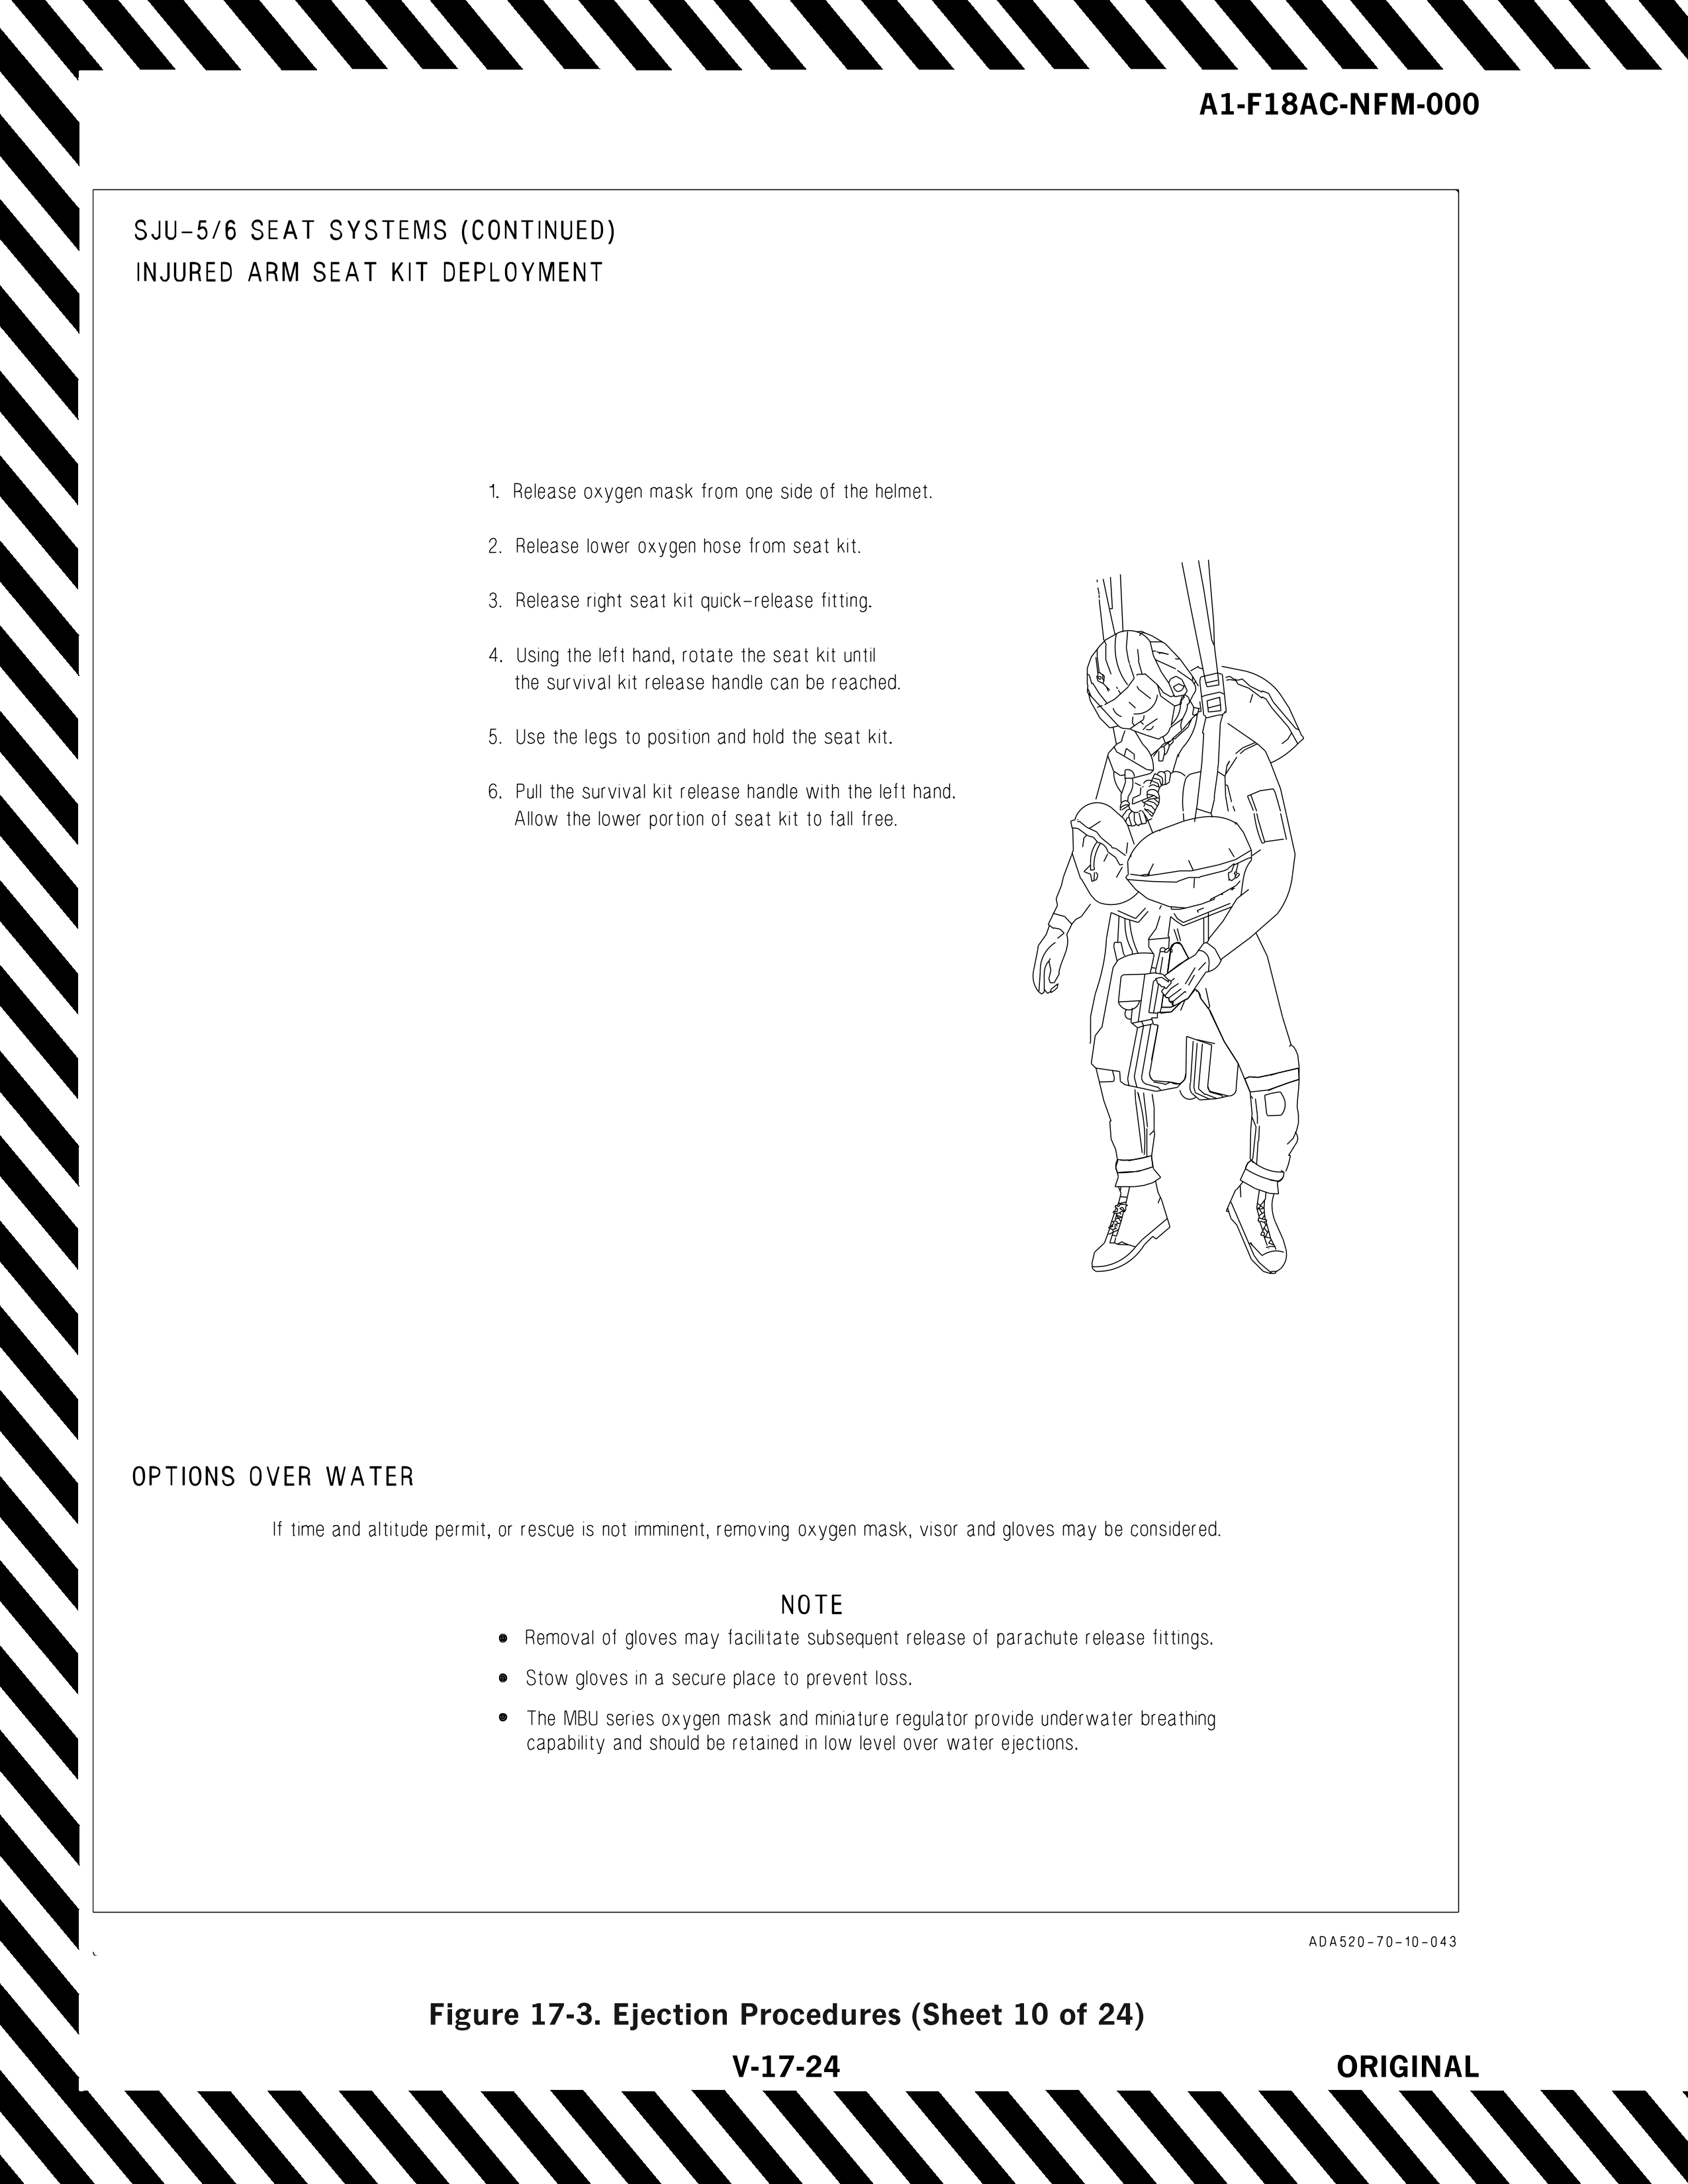 A1-F18AC-NFM-000
SJU-5/6 SEAT SYSTEMS (CONTINUED)
INJURED ARM SEAT KIT DEPLOYMENT
1. Release oxygen mask from one side of the helmet.
2. Release lower oxygen hose from seat kit.
3. Release right seat kit quick-release fitting.
4. Using the left hand, rotate the seat kit until
the survival kit release handle can be reached.
5. Use the legs to position and hold the seat kit.
6. Pull the survival kit release handle with the left hand.
Allow the lower portion of seat kit to fall free.
OPTIONS OVER WATER
If time and altitude permit, or rescue is not imminent, removing oxygen mask, visor and gloves may be considered.
NOTE
● Removal of gloves may facilitate subsequent release of parachute release fittings.
● Stow gloves in a secure place to prevent loss.
● The MBU series oxygen mask and miniature regulator provide underwater breathing
capability and should be retained in low level over water ejections.
ADA520-70-10-043
Figure 17-3. Ejection Procedures (Sheet 10 of 24)
V-17-24
ORIGINAL